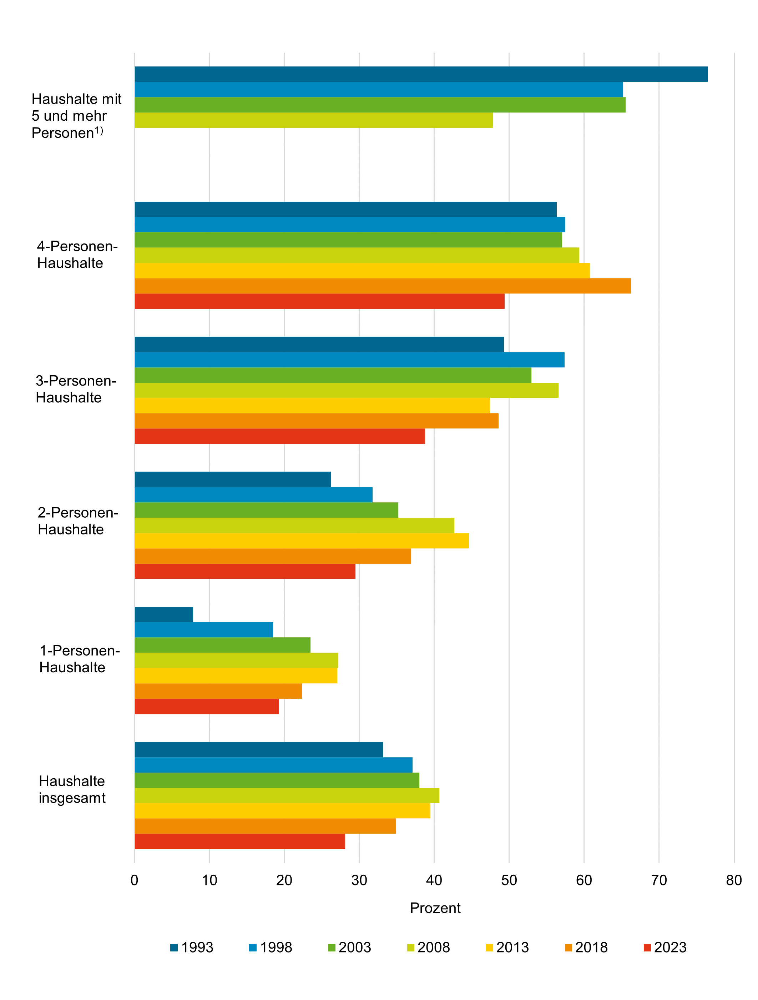 Haushalte mit
5 und mehr
Personen1)
4-Personen-
Haushalte
3-Personen-
Haushalte
2-Personen-
Haushalte
1-Personen-
Haushalte
Haushalte
insgesamt
0 10 20 30 40 50 60 70 80
Prozent
1993 1998 2003 2008 2013 2018 2023